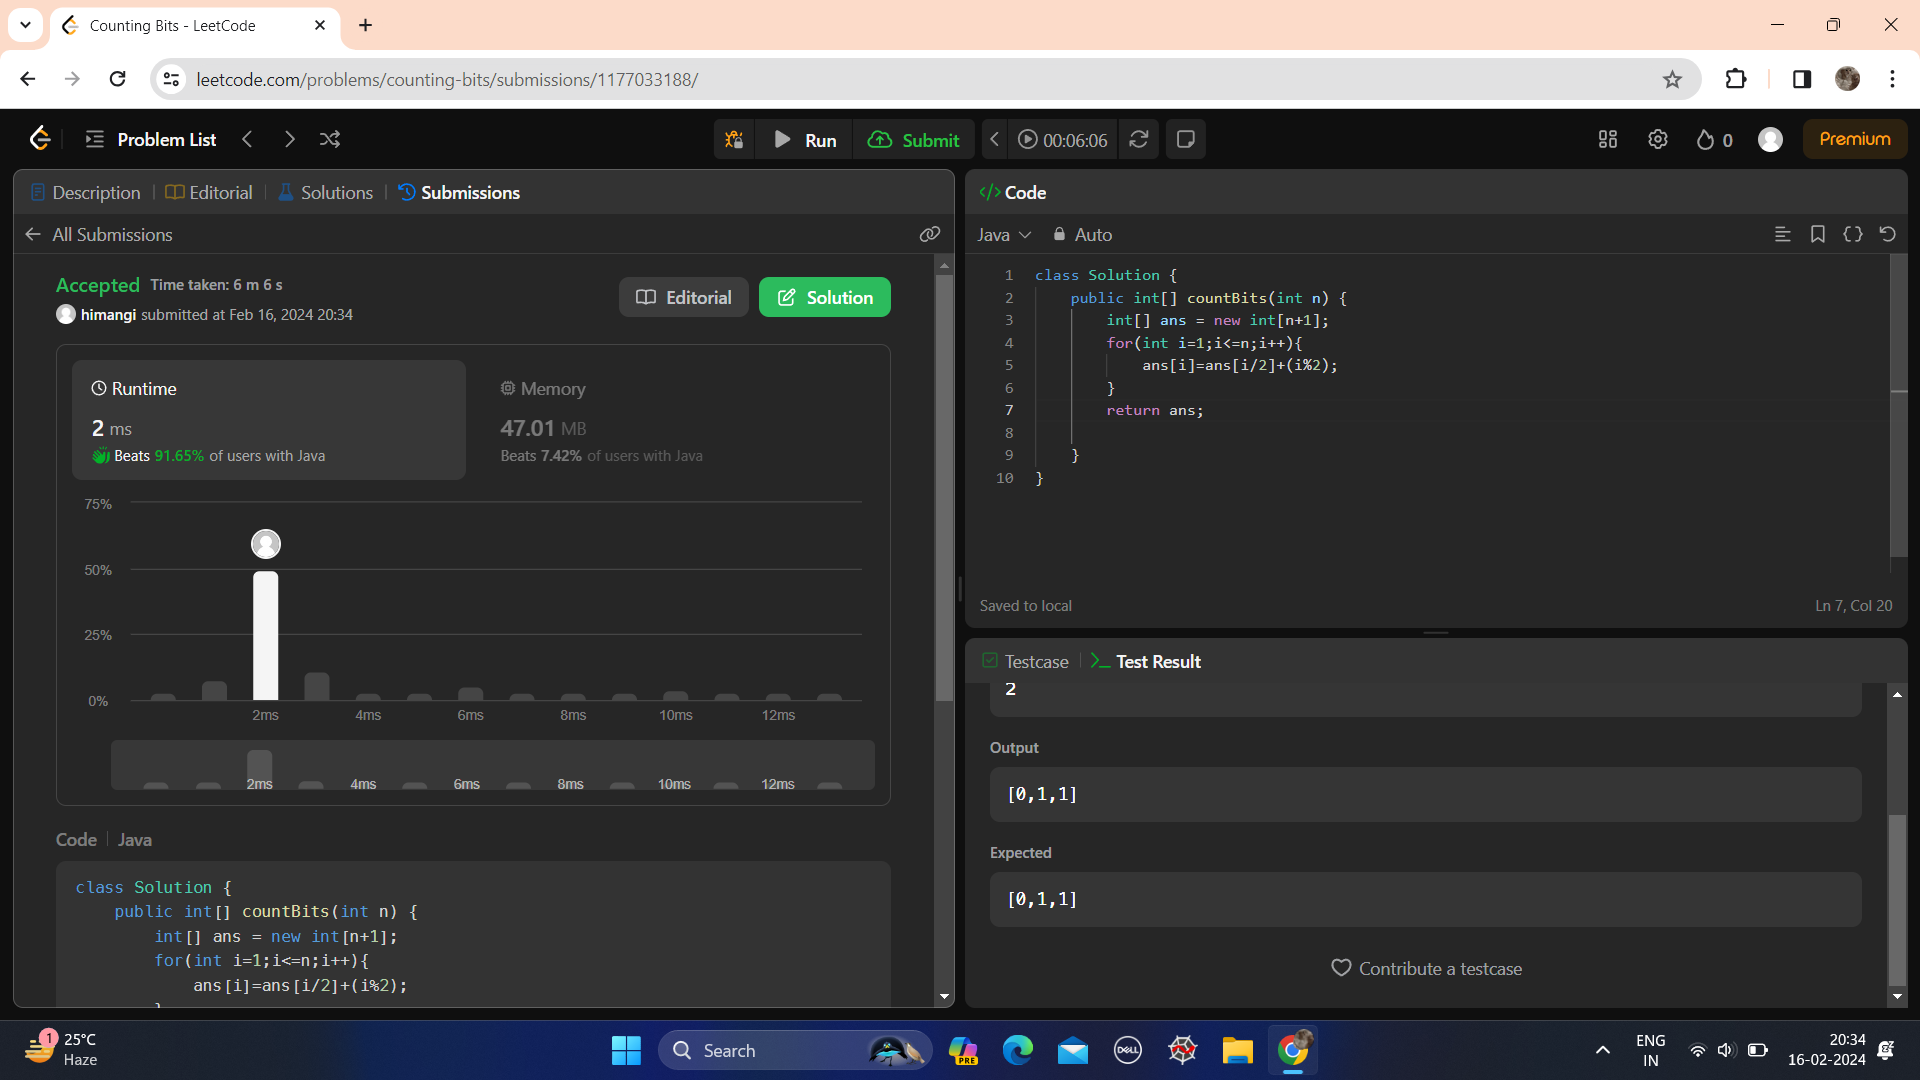 Counting Bits - LeetCode
leetcode.com/problems/counting-bits/submissions/1177033188/
Problem List
Run
Submit
00:06:06
0
Premium
Description
Editorial
Solutions
Submissions
All Submissions
Accepted Time taken: 6 m 6 s
himangi submitted at Feb 16, 2024 20:34
Editorial
Solution
Runtime
2 ms
Beats 91.65% of users with Java
Memory
47.01 MB
Beats 7.42% of users with Java
75%
50%
25%
0%
2ms 4ms 6ms 8ms 10ms 12ms
2ms 4ms 6ms 8ms 10ms 12ms
Code Java
class Solution {
    public int[] countBits(int n) {
        int[] ans = new int[n+1];
        for(int i=1;i<=n;i++){
            ans[i]=ans[i/2]+(i%2);
        }
</> Code
Java
Auto
1 class Solution {
2     public int[] countBits(int n) {
3         int[] ans = new int[n+1];
4         for(int i=1;i<=n;i++){
5             ans[i]=ans[i/2]+(i%2);
6         }
7         return ans;
8
9     }
10 }
Saved to local
Ln 7, Col 20
Testcase
Test Result
2
Output
[0,1,1]
Expected
[0,1,1]
Contribute a testcase
1
25°C
Haze
Search
PRE
DELL
ENG
IN
20:34
16-02-2024